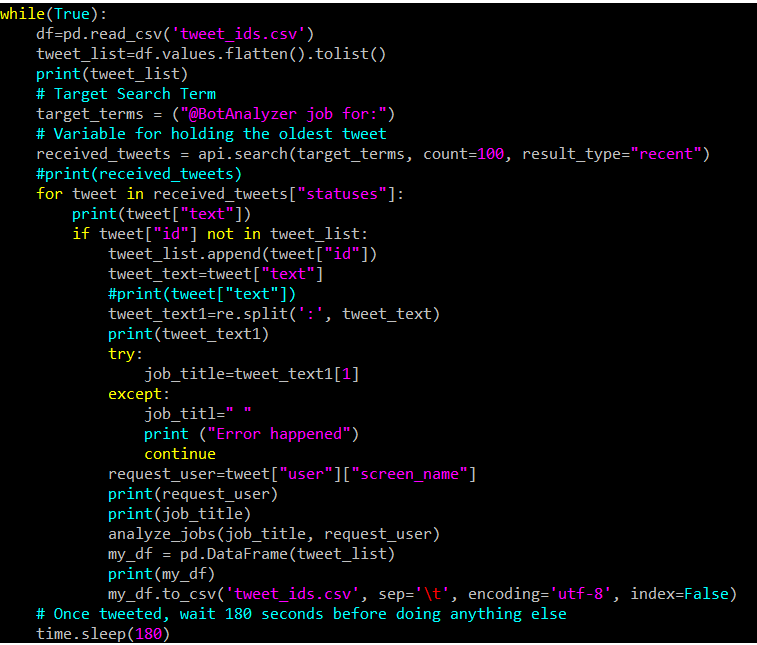 while(True):
    df=pd.read_csv('tweet_ids.csv')
    tweet_list=df.values.flatten().tolist()
    print(tweet_list)
    # Target Search Term
    target_terms = ("@BotAnalyzer job for:")
    # Variable for holding the oldest tweet
    received_tweets = api.search(target_terms, count=100, result_type="recent")
    #print(received_tweets)
    for tweet in received_tweets["statuses"]:
        print(tweet["text"])
        if tweet["id"] not in tweet_list:
            tweet_list.append(tweet["id"])
            tweet_text=tweet["text"]
            #print(tweet["text"])
            tweet_text1=re.split(':', tweet_text)
            print(tweet_text1)
            try:
                job_title=tweet_text1[1]
            except:
                job_titl=" "
                print ("Error happened")
                continue
            request_user=tweet["user"]["screen_name"]
            print(request_user)
            print(job_title)
            analyze_jobs(job_title, request_user)
            my_df = pd.DataFrame(tweet_list)
            print(my_df)
            my_df.to_csv('tweet_ids.csv', sep='\t', encoding='utf-8', index=False)
    # Once tweeted, wait 180 seconds before doing anything else
    time.sleep(180)